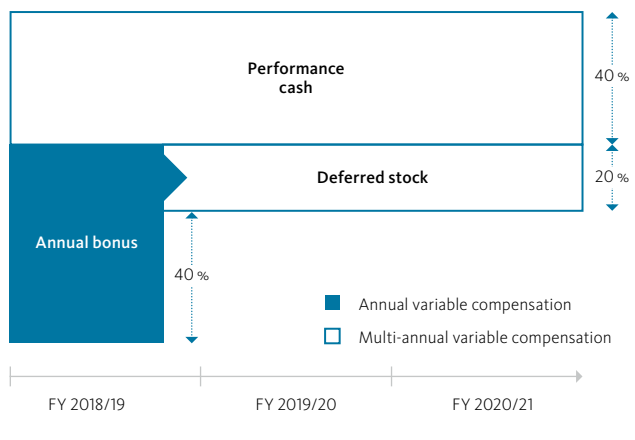 Performance
cash
40 %
Deferred stock
20 %
Annual bonus
40 %
Annual variable compensation
Multi-annual variable compensation
FY 2018/19
FY 2019/20
FY 2020/21